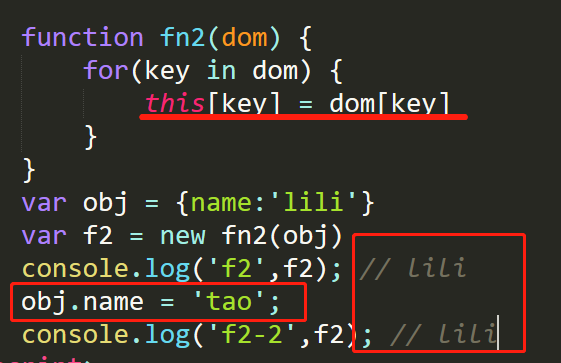 function fn2(dom) {
for(key in dom) {
this[key] = dom[key]
}
}
var obj = {name:'lili'}
var f2 = new fn2(obj)
console.log('f2',f2); // lili
obj.name = 'tao';
console.log('f2-2',f2); // lili